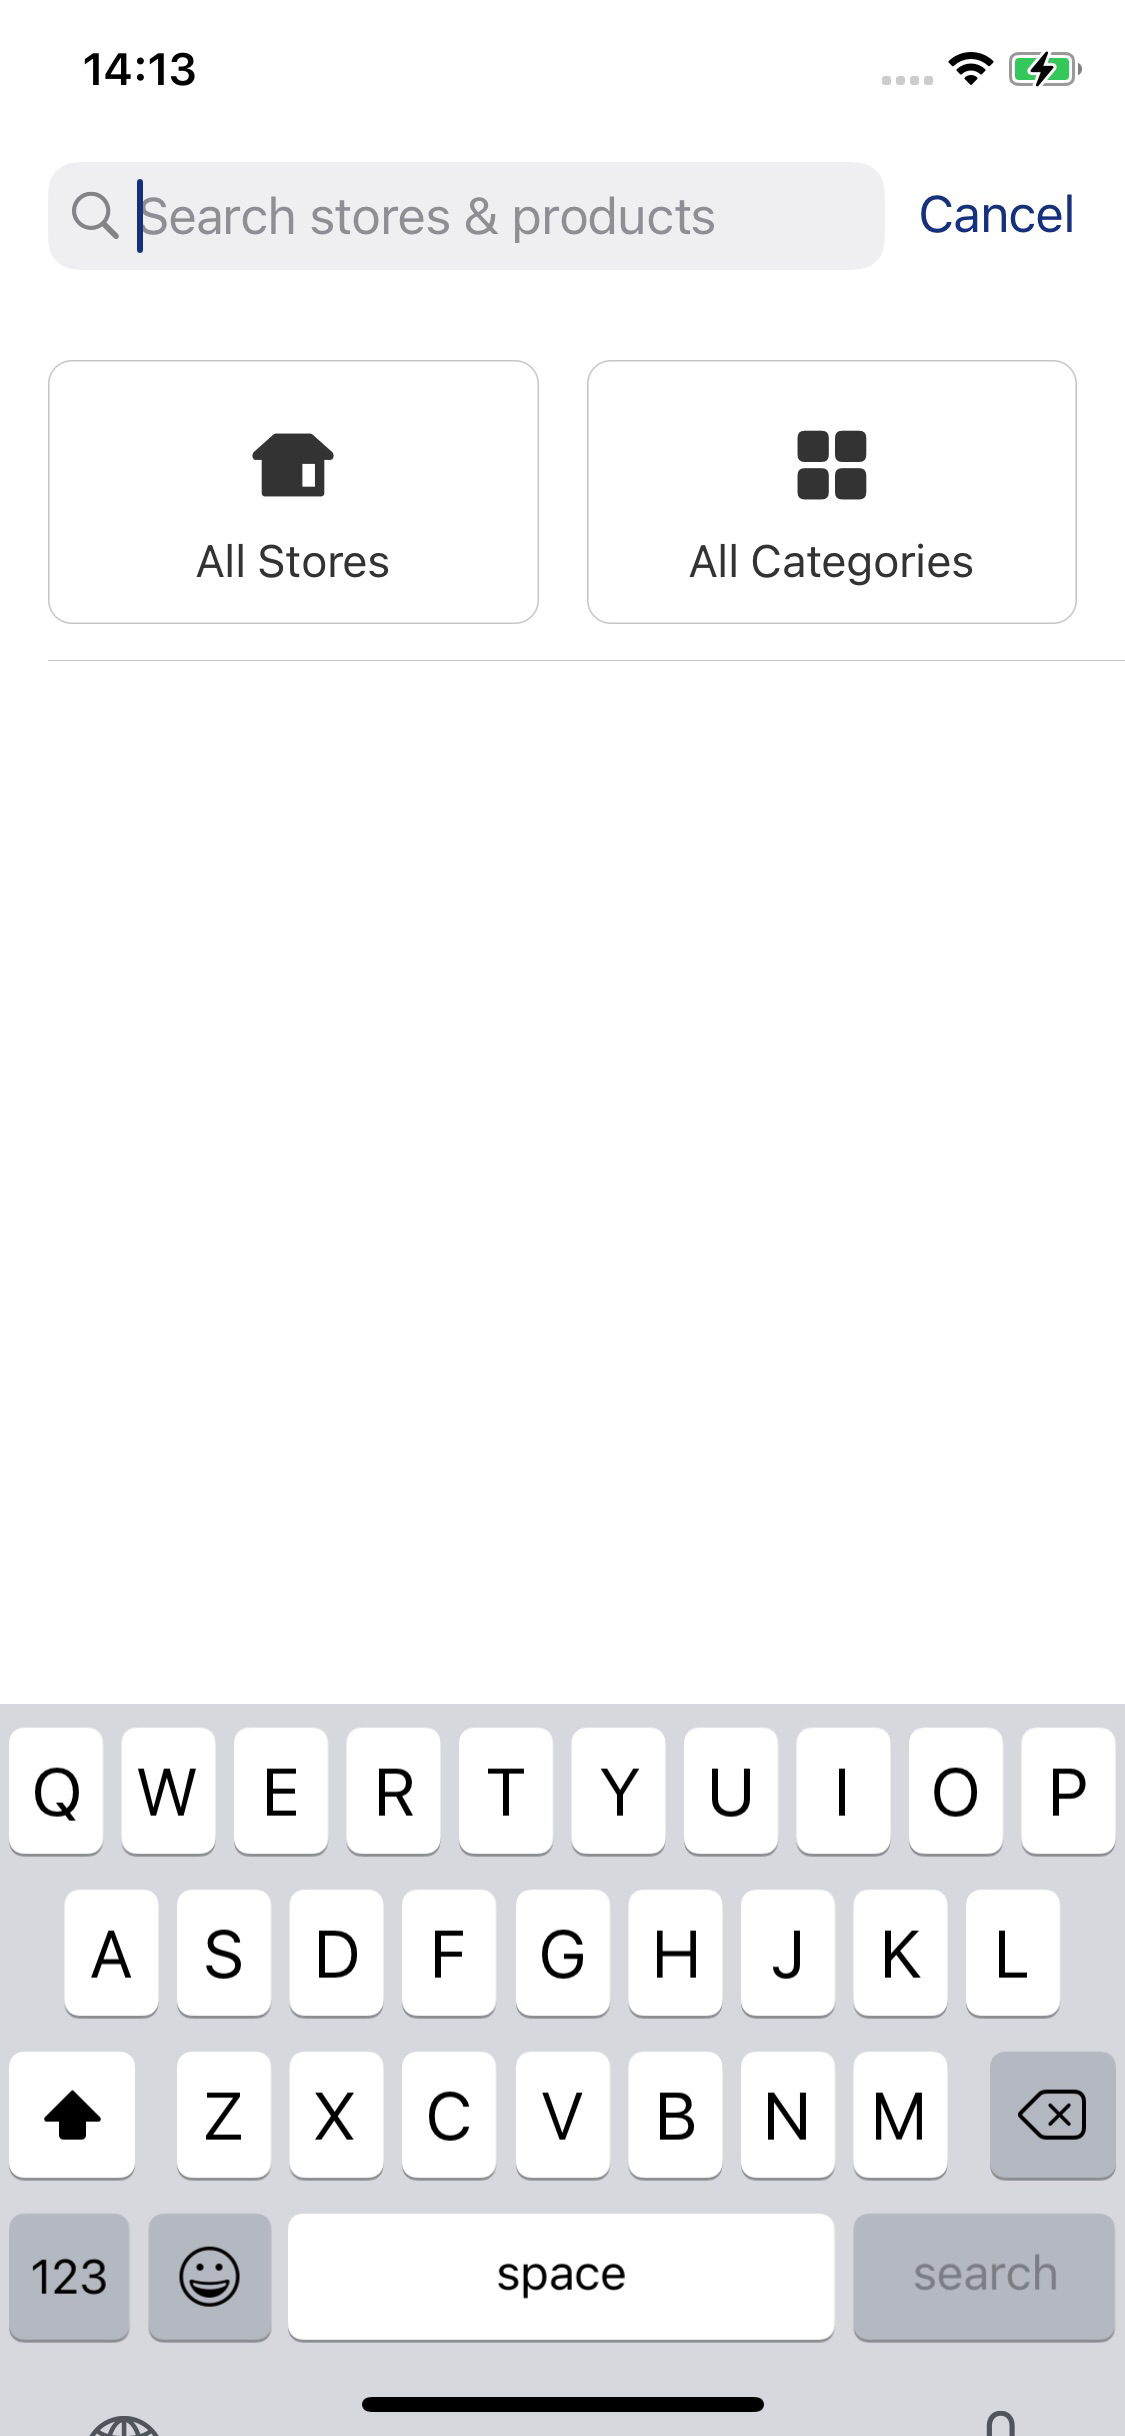 14:13
Search stores & products
Cancel
All Stores
All Categories
Q W E R T Y U I O P
A S D F G H J K L
Z X C V B N M
123 space search